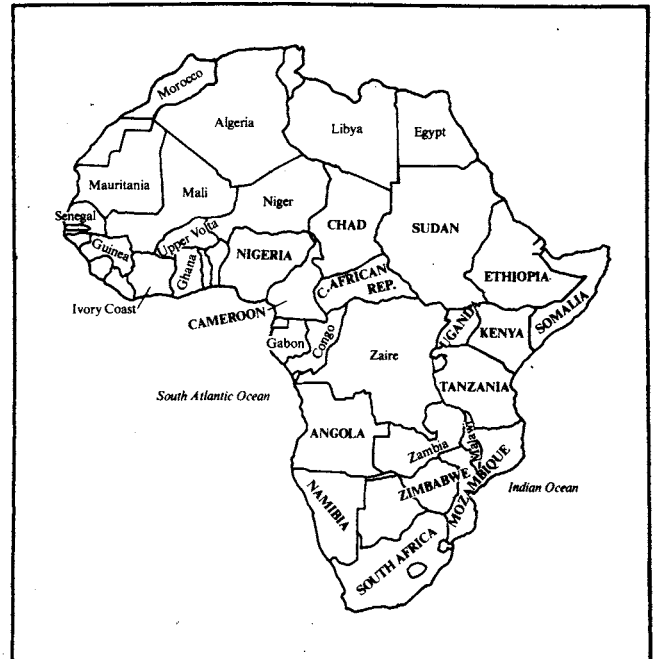 Morocco
Algeria
Libya
Egypt
Mauritania
Mali
Niger
CHAD
SUDAN
Senegal
Guinea
Upper Volta
Ghana
NIGERIA
ETHIOPIA
SOMALIA
Ivory Coast
CAMEROON
C.AFRICAN
REP.
UGANDA
KENYA
Gabon
Congo
Zaire
TANZANIA
South Atlantic Ocean
ANGOLA
Zambia
Malawi
MOZAMBIQUE
ZIMBABWE
NAMIBIA
Indian Ocean
SOUTH AFRICA